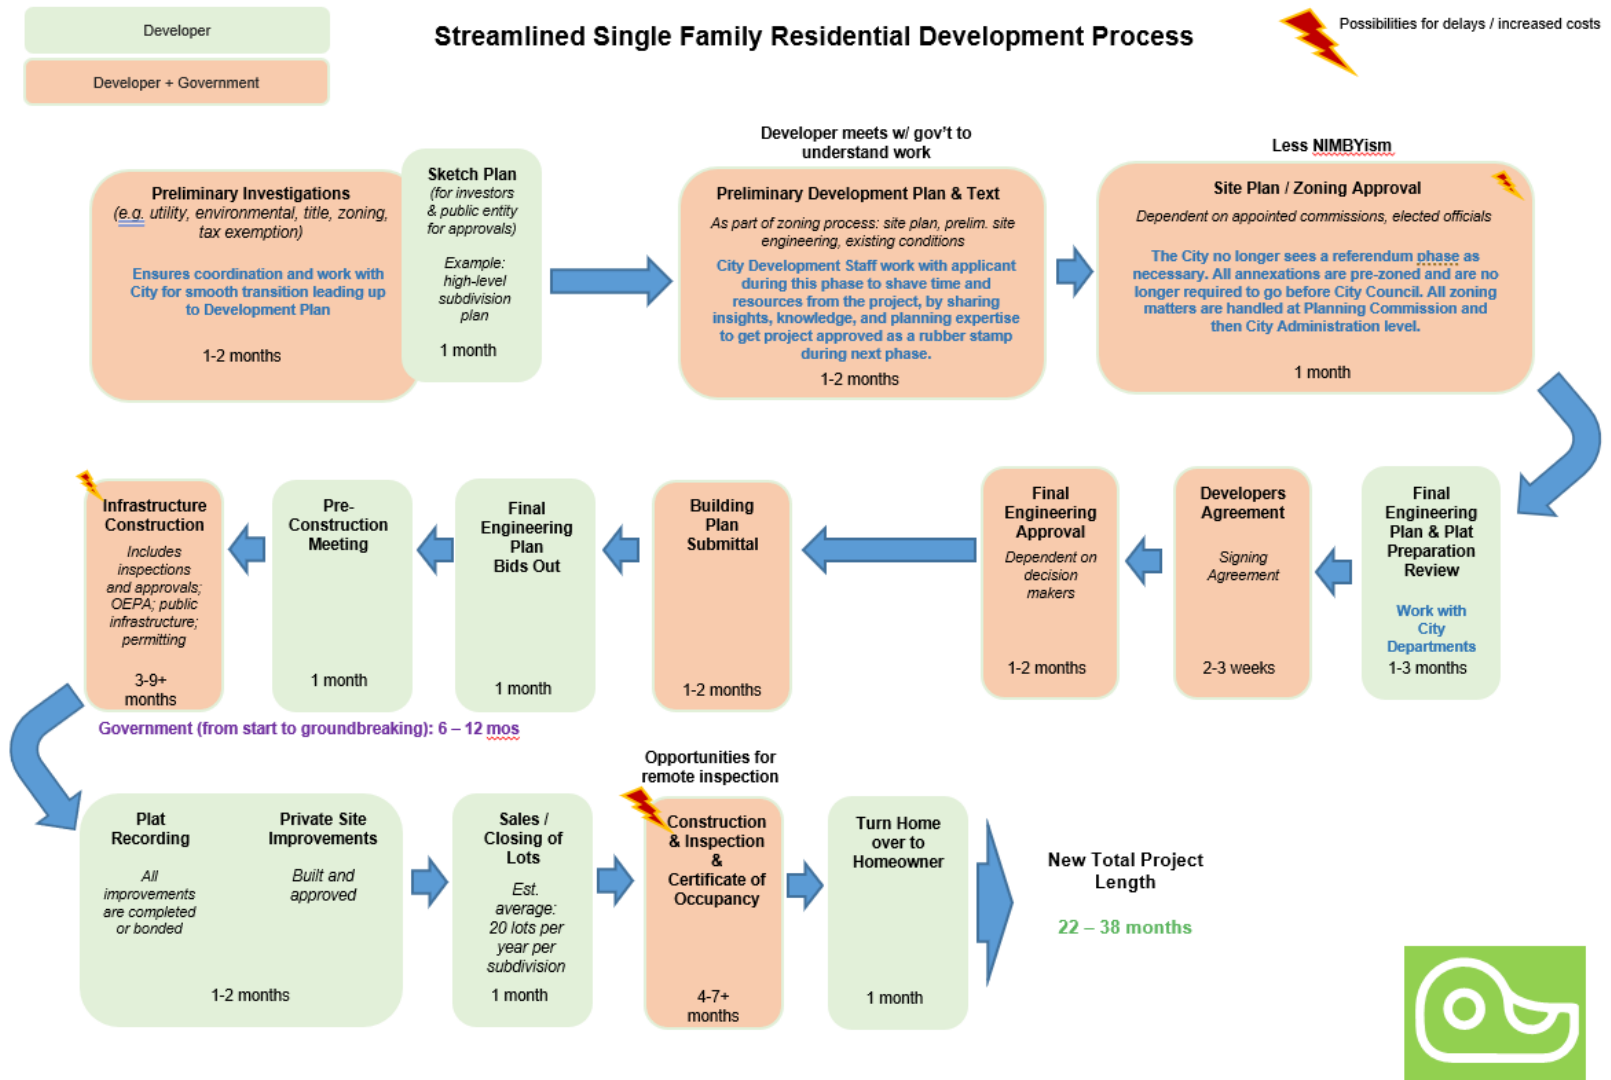 Developer
Developer + Government
Streamlined Single Family Residential Development Process
Possibilities for delays / increased costs
Preliminary Investigations
(e.g. utility, environmental, title, zoning,
tax exemption)
Ensures coordination and work with
City for smooth transition leading up
to Development Plan
1-2 months
Sketch Plan
(for investors
& public entity
for approvals)
Example:
high-level
subdivision
plan
1 month
Developer meets w/ gov't to
understand work
Preliminary Development Plan & Text
As part of zoning process: site plan, prelim. site
engineering, existing conditions
City Development Staff work with applicant
during this phase to shave time and
resources from the project, by sharing
insights, knowledge, and planning expertise
to get project approved as a rubber stamp
during next phase.
1-2 months
Less NIMBYism
Site Plan / Zoning Approval
Dependent on appointed commissions, elected officials
The City no longer sees a referendum phase as
necessary. All annexations are pre-zoned and are no
longer required to go before City Council. All zoning
matters are handled at Planning Commission and
then City Administration level.
1 month
Final
Engineering
Plan & Plat
Preparation
Review
Work with
City
Departments
1-3 months
Developers
Agreement
Signing
Agreement
2-3 weeks
Final
Engineering
Approval
Dependent on
decision
makers
1-2 months
Building
Plan
Submittal
1-2 months
Final
Engineering
Plan
Bids Out
1 month
Pre-
Construction
Meeting
1 month
Infrastructure
Construction
Includes
inspections
and approvals;
OEPA; public
infrastructure;
permitting
3-9+
months
Government (from start to groundbreaking): 6 – 12 mos
Plat
Recording
All
improvements
are completed
or bonded
Private Site
Improvements
Built and
approved
1-2 months
Sales /
Closing of
Lots
Est.
average:
20 lots per
year per
subdivision
1 month
Opportunities for
remote inspection
Construction
& Inspection
&
Certificate of
Occupancy
4-7+
months
Turn Home
over to
Homeowner
1 month
New Total Project
Length
22 – 38 months